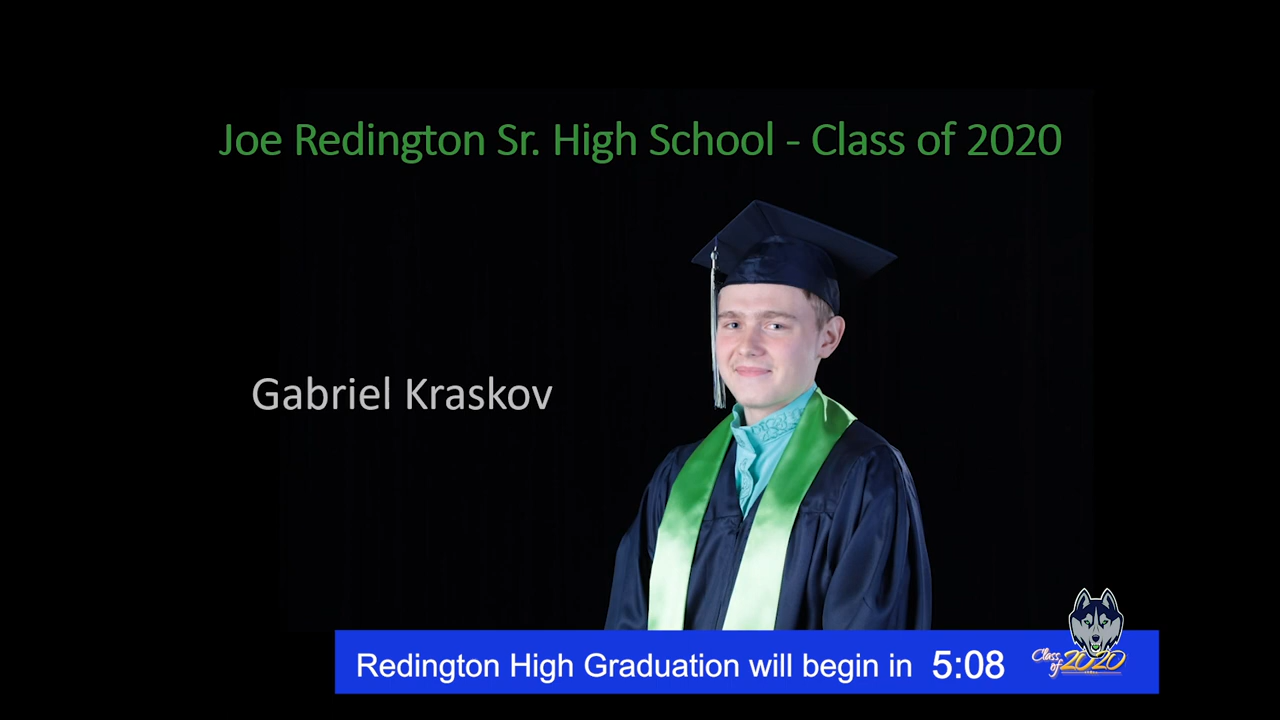 Joe Redington Sr. High School - Class of 2020
Gabriel Kraskov
Redington High Graduation will begin in 5:08
Class of 2020